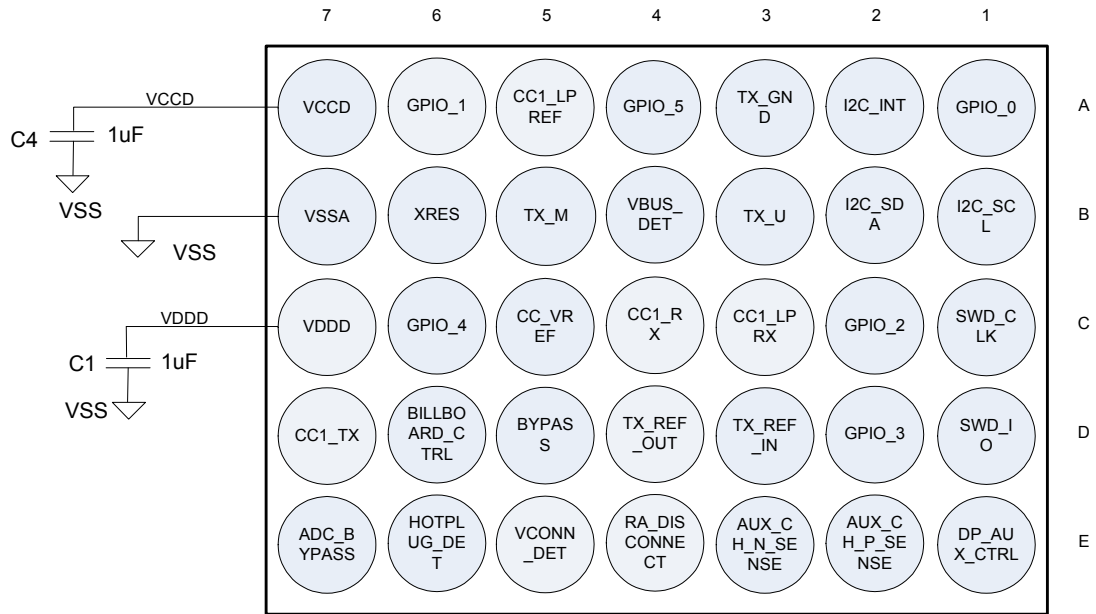 7 6 5 4 3 2 1
VCCD
C4
1uF
VSS
VCCD
GPIO_1
CC1_LP
REF
GPIO_5
TX_GN
D
I2C_INT
GPIO_0
A
VSS
VSSA
XRES
TX_M
VBUS_
DET
TX_U
I2C_SD
A
I2C_SC
L
B
VDDD
C1
1uF
VSS
VDDD
GPIO_4
CC_VR
EF
CC1_R
X
CC1_LP
RX
GPIO_2
SWD_C
LK
C
CC1_TX
BILLBO
ARD_C
TRL
BYPAS
S
TX_REF
_OUT
TX_REF
_IN
GPIO_3
SWD_I
O
D
ADC_B
YPASS
HOTPL
UG_DE
T
VCONN
_DET
RA_DIS
CONNE
CT
AUX_C
H_N_SE
NSE
AUX_C
H_P_SE
NSE
DP_AU
X_CTRL
E